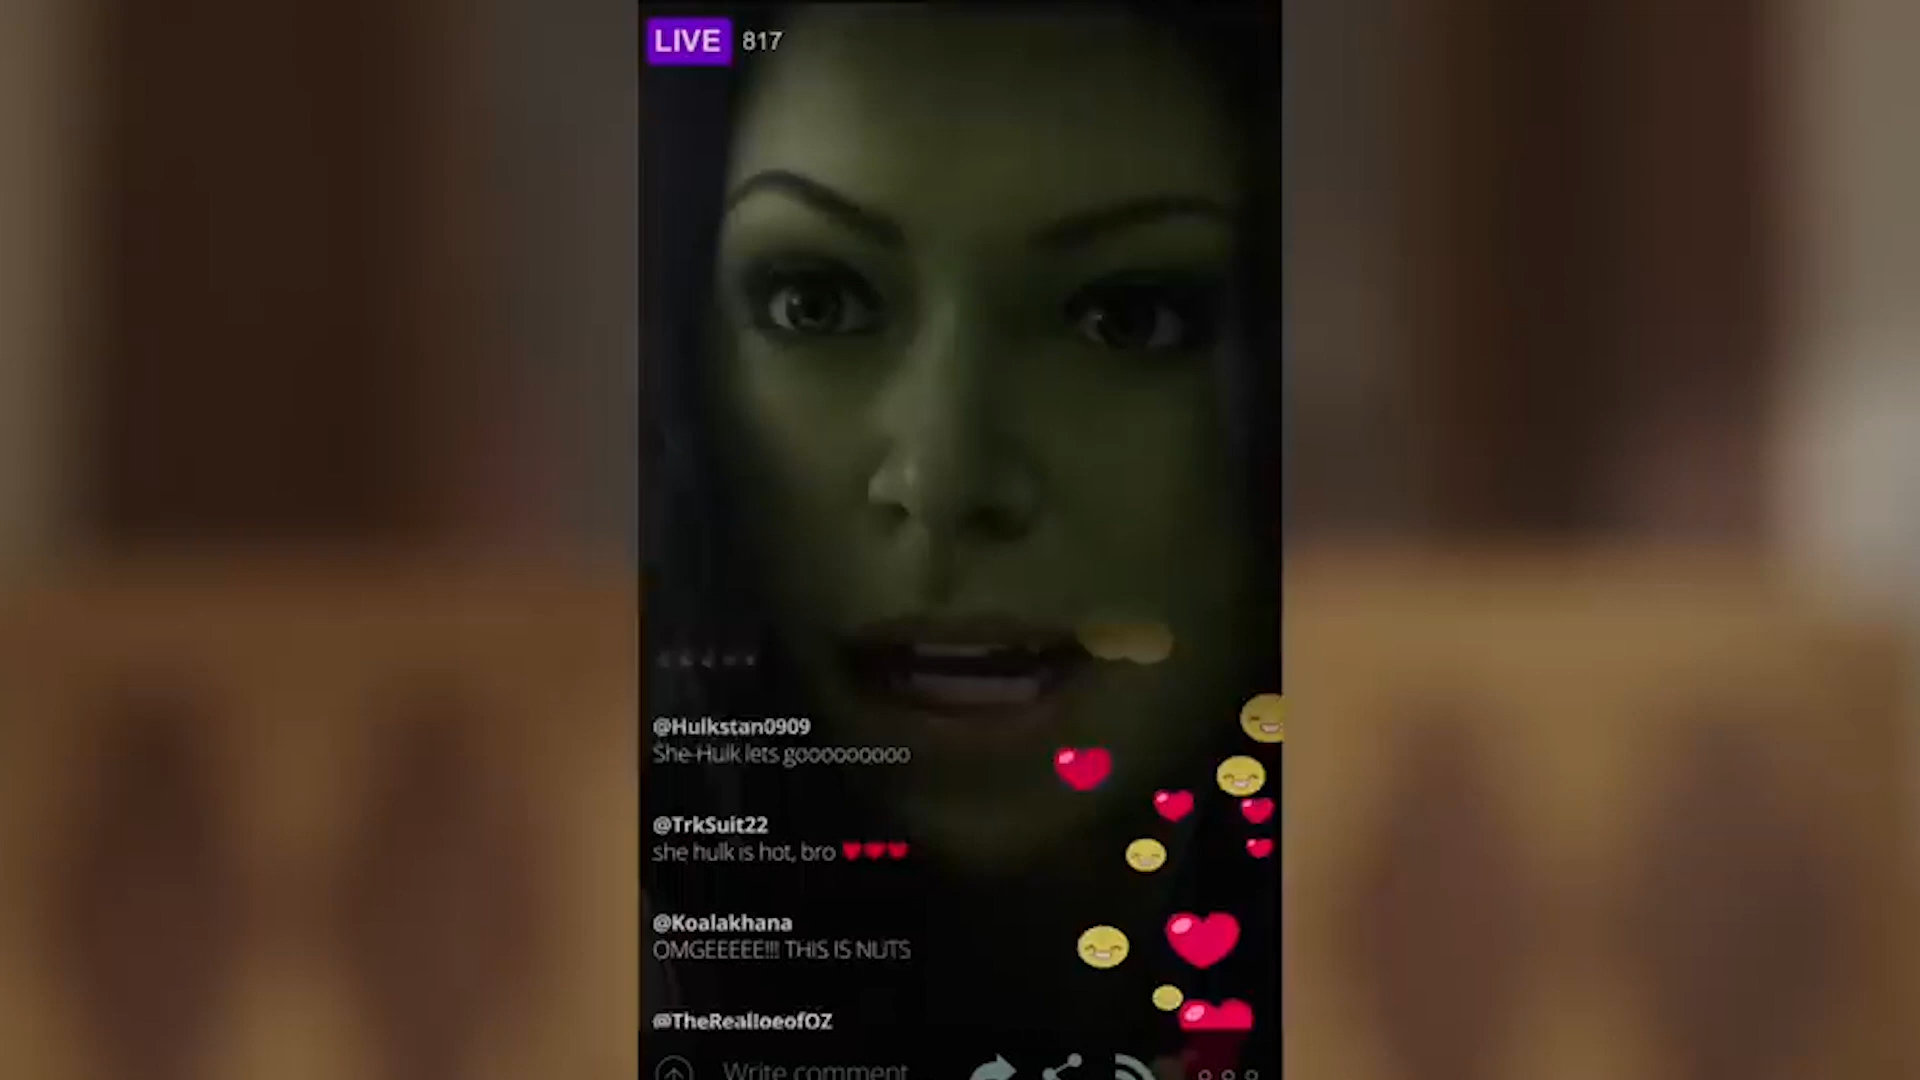 LIVE 817
@Hulkstan0909
She-Hulk lets gooooooooo
@TrkSuit22
she hulk is hot, bro
@Koalakhana
OMGEEEEE!!! THIS IS NUTS
@TheRealJoeofOZ
Write comment